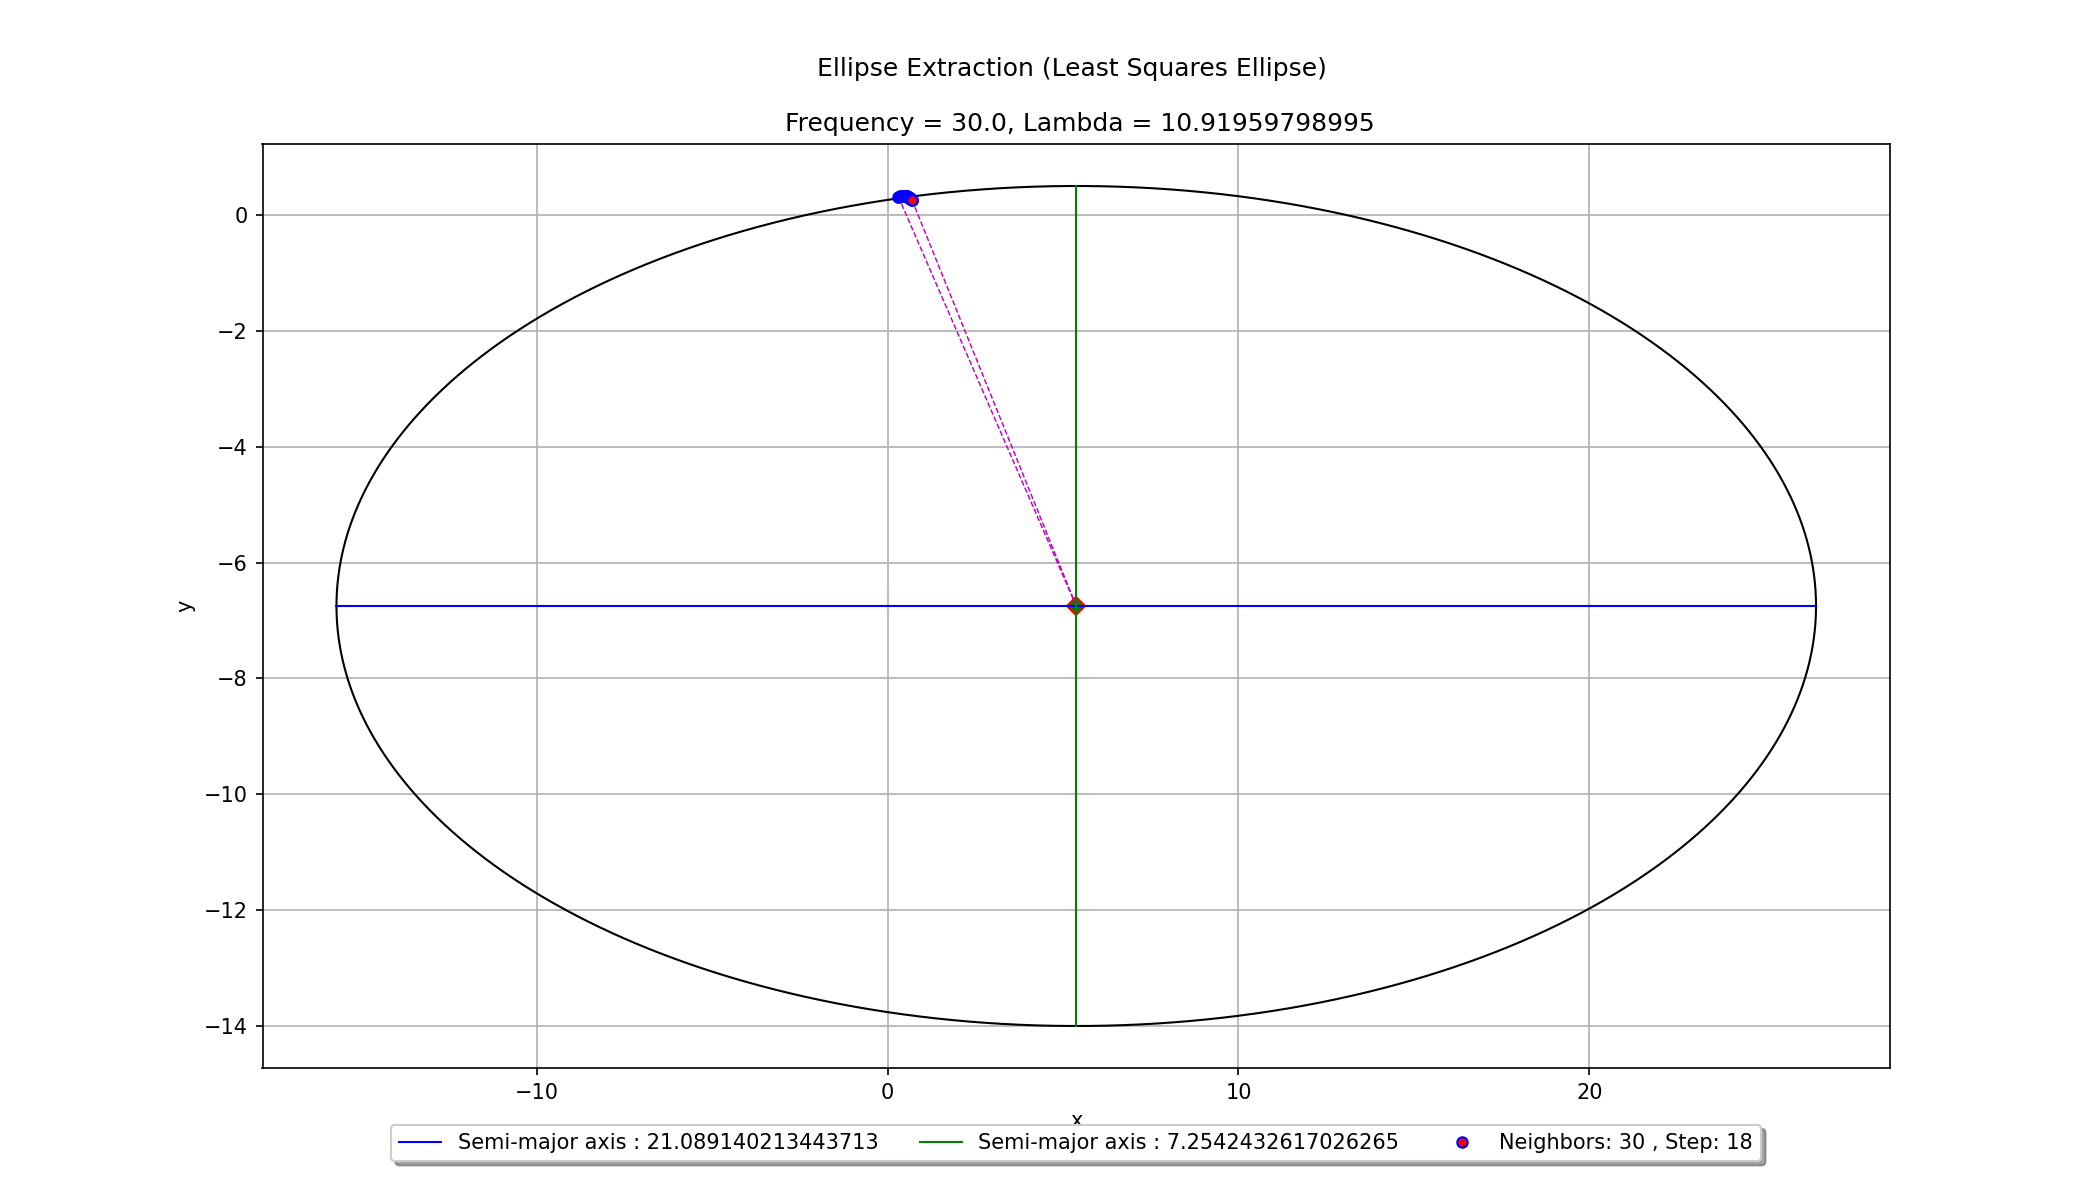 Ellipse Extraction (Least Squares Ellipse)
Frequency = 30.0, Lambda = 10.91959798995
0
−2
−4
−6
y
−8
−10
−12
−14
−10 0 10 20
x
Semi-major axis : 21.089140213443713 Semi-major axis : 7.2542432617026265 Neighbors: 30 , Step: 18